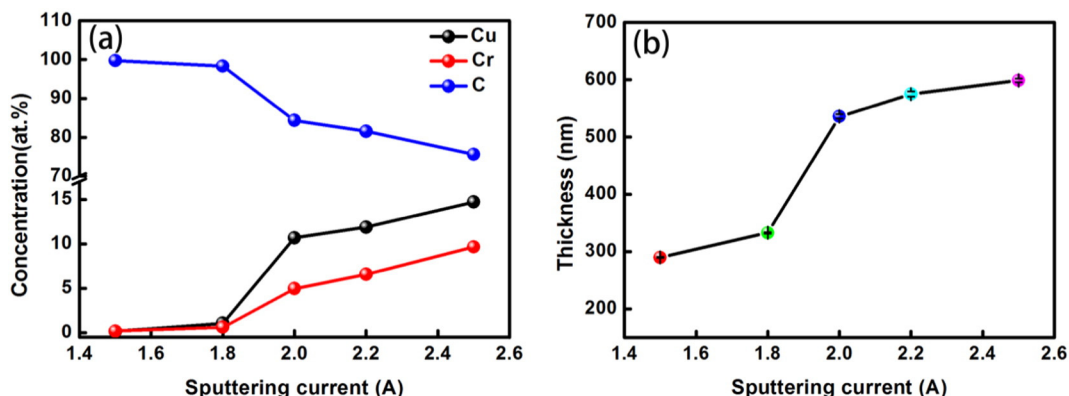 (a)
Cu
Cr
C
110
100
90
80
70
15
10
5
0
Concentration(at.%)
1.4 1.6 1.8 2.0 2.2 2.4 2.6
Sputtering current (A)
(b)
700
600
500
400
300
200
Thickness (nm)
1.4 1.6 1.8 2.0 2.2 2.4 2.6
Sputtering current (A)